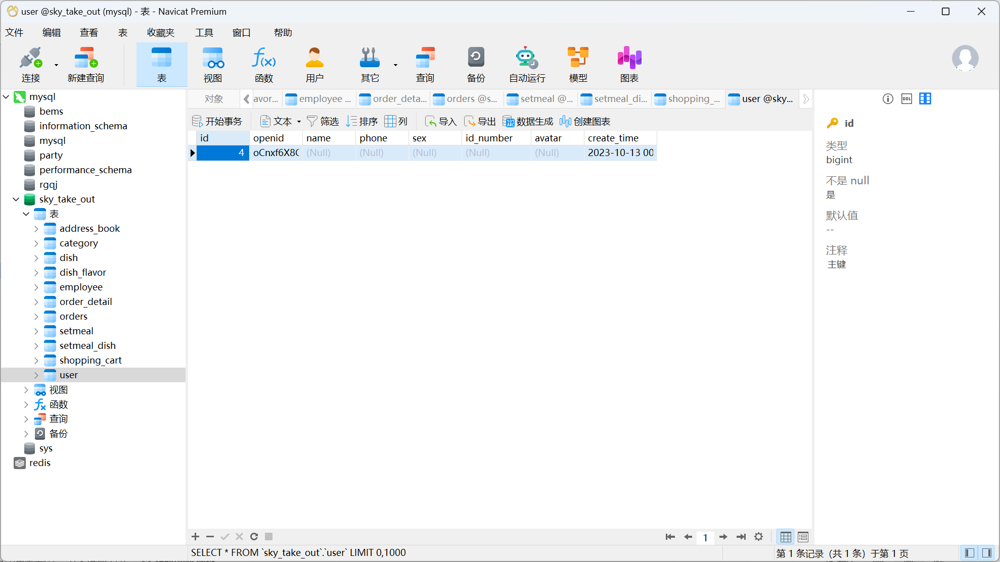 user @sky_take_out (mysql) - 表 - Navicat Premium
文件 编辑 查看 表 收藏夹 工具 窗口 帮助
连接 新建查询 表 视图 函数 用户 其它 查询 备份 自动运行 模型 图表
mysql
bems
information_schema
mysql
party
performance_schema
rgqj
sky_take_out
表
address_book
category
dish
dish_flavor
employee
order_detail
orders
setmeal
setmeal_dish
shopping_cart
user
视图
函数
查询
备份
sys
redis
对象 avor... employee ... order_deta... orders @s... setmeal @... setmeal_di... shopping_... user @sky...
开始事务 文本 筛选 排序 列 导入 导出 数据生成 创建图表
id openid name phone sex id_number avatar create_time
4 oCnxf6X8 (Null) (Null) (Null) (Null) (Null) 2023-10-13 00
DDL
id
类型
bigint
不是 null
是
默认值
--
注释
主键
1
SELECT * FROM `sky_take_out`.`user` LIMIT 0,1000
第 1 条记录 (共 1 条) 于第 1 页